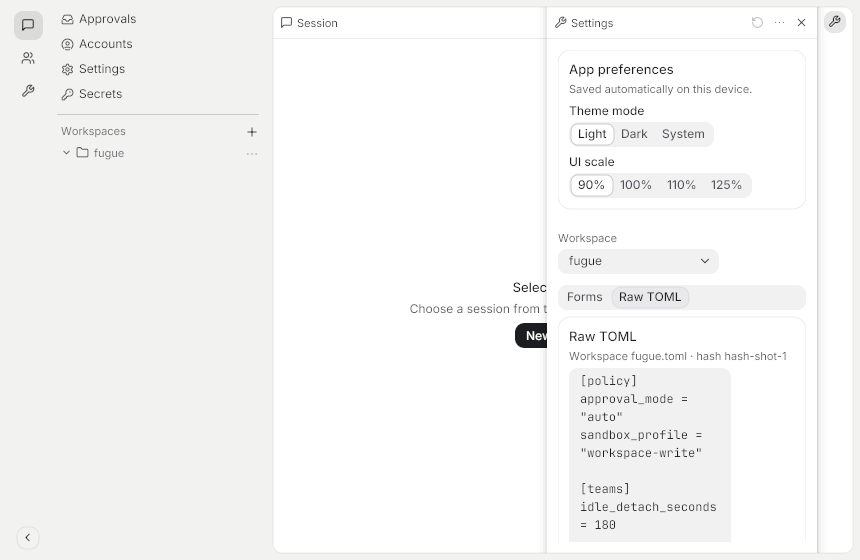 Approvals
Accounts
Settings
Secrets
Workspaces
fugue
Session
Selec
Choose a session from t
New
Settings
App preferences
Saved automatically on this device.
Theme mode
Light Dark System
UI scale
90% 100% 110% 125%
Workspace
fugue
Forms Raw TOML
Raw TOML
Workspace fugue.toml · hash hash-shot-1
[policy]
approval_mode =
"auto"
sandbox_profile =
"workspace-write"
[teams]
idle_detach_seconds
= 180